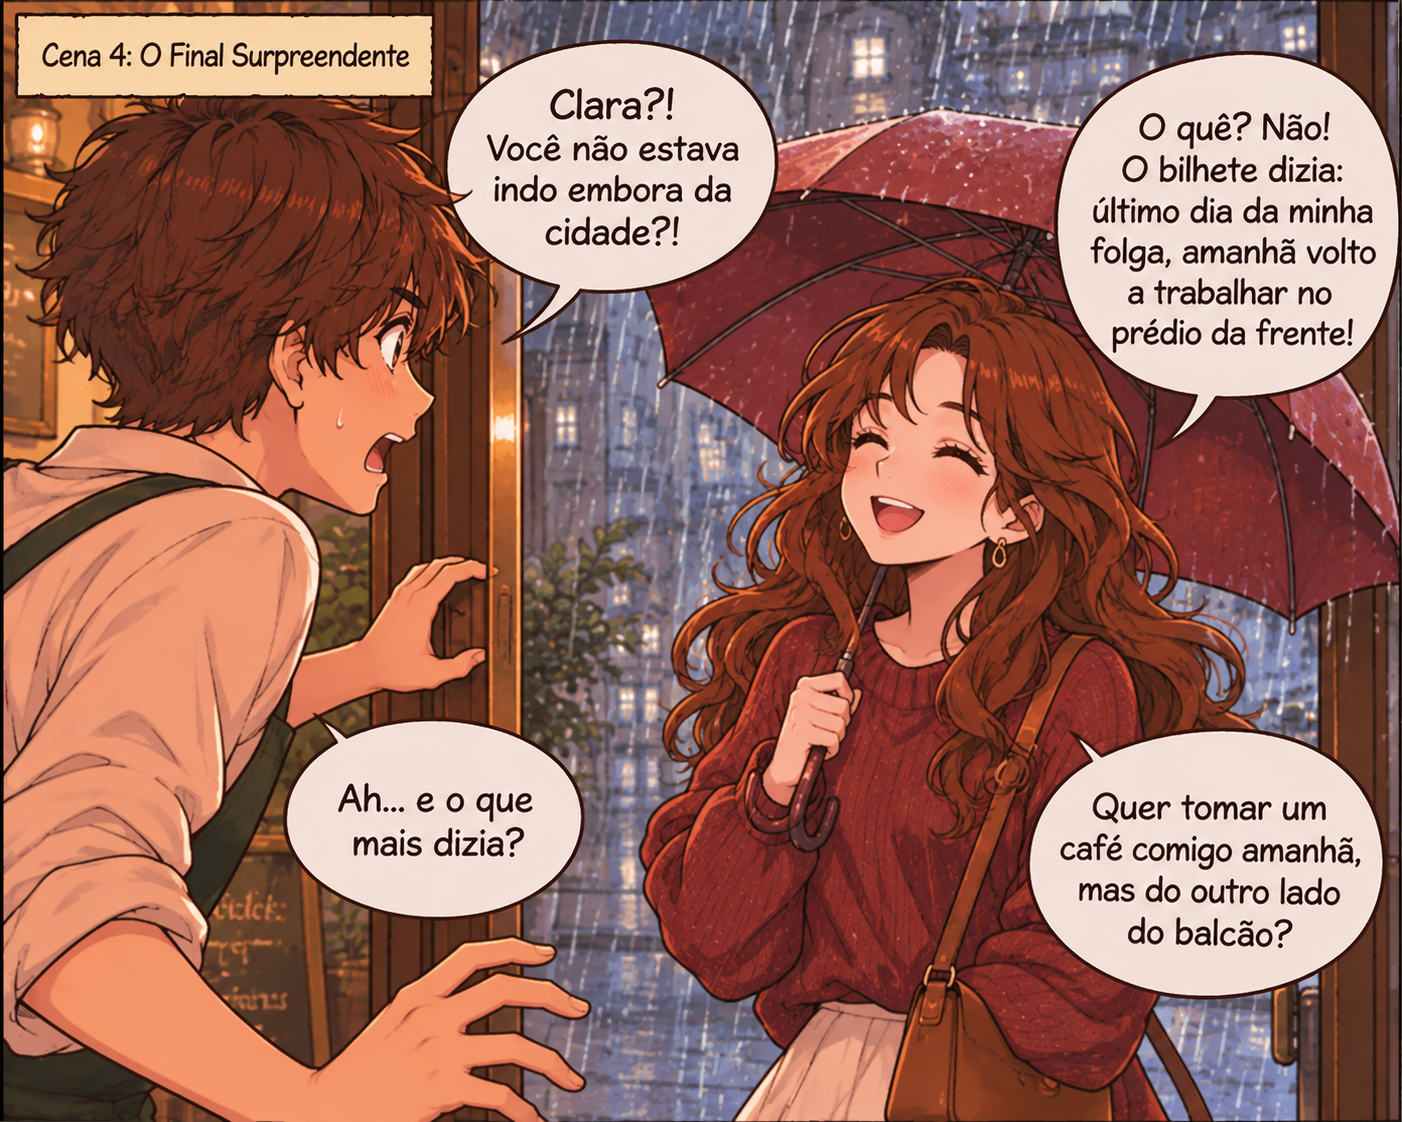 Cena 4: O Final Surpreendente
Clara?!
Você não estava
indo embora da
cidade?!
O quê? Não!
O bilhete dizia:
último dia da minha
folga, amanhã volto
a trabalhar no
prédio da frente!
Ah... e o que
mais dizia?
Quer tomar um
café comigo amanhã,
mas do outro lado
do balcão?